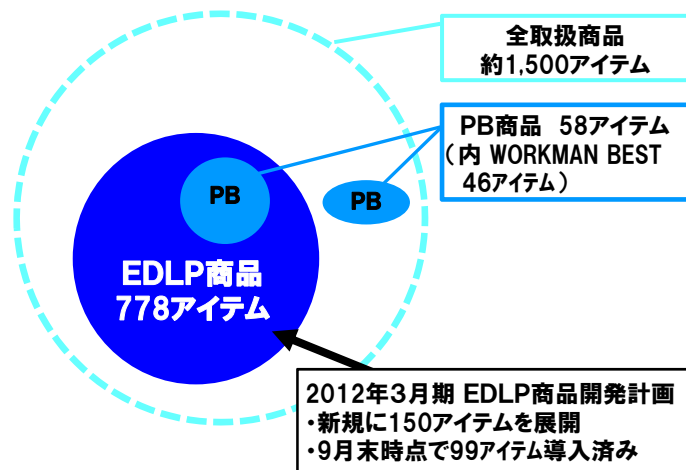 全取扱商品
約1,500アイテム
PB商品 58アイテム
(内 WORKMAN BEST
46アイテム)
PB
PB
EDLP商品
778アイテム
2012年3月期 EDLP商品開発計画
・新規に150アイテムを展開
・9月末時点で99アイテム導入済み